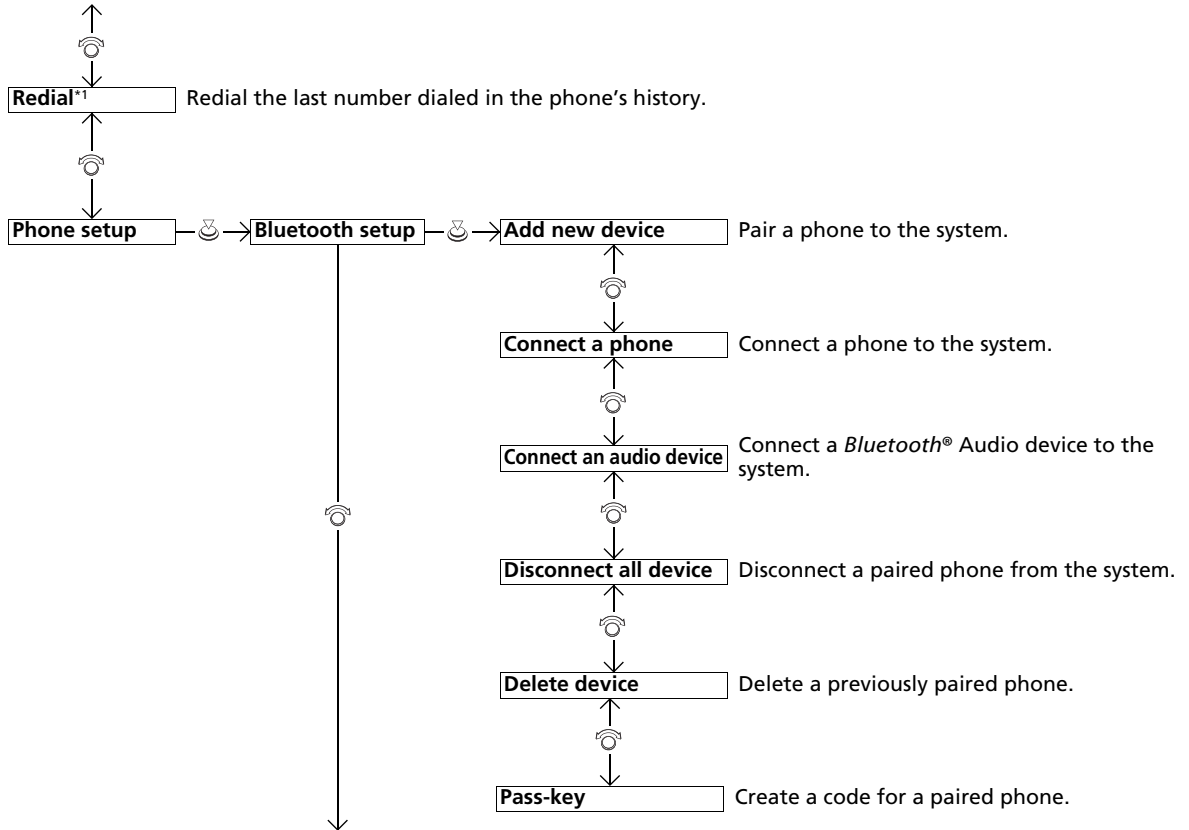 Redial*1 Redial the last number dialed in the phone's history.
Phone setup Bluetooth setup Add new device Pair a phone to the system.
Connect a phone Connect a phone to the system.
Connect an audio device Connect a Bluetooth® Audio device to the
system.
Disconnect all device Disconnect a paired phone from the system.
Delete device Delete a previously paired phone.
Pass-key Create a code for a paired phone.